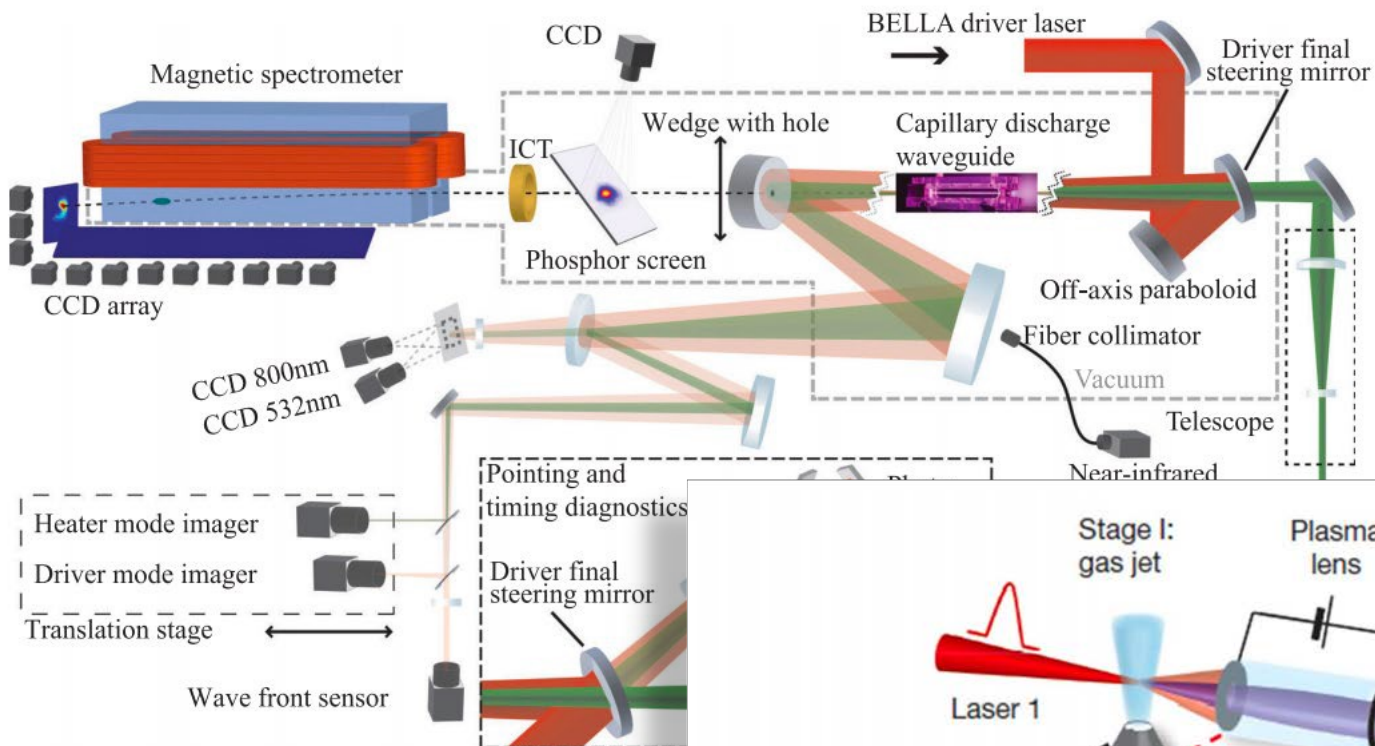 CCD
BELLA driver laser
Driver final
steering mirror
Magnetic spectrometer
Wedge with hole
Capillary discharge
waveguide
ICT
Phosphor screen
CCD array
Off-axis paraboloid
Fiber collimator
CCD 800nm
CCD 532nm
Vacuum
Telescope
Near-infrared
Pointing and
timing diagnostics
Heater mode imager
Driver mode imager
Translation stage
Wave front sensor
Driver final
steering mirror
Stage I:
gas jet
Plasma
lens
Laser 1